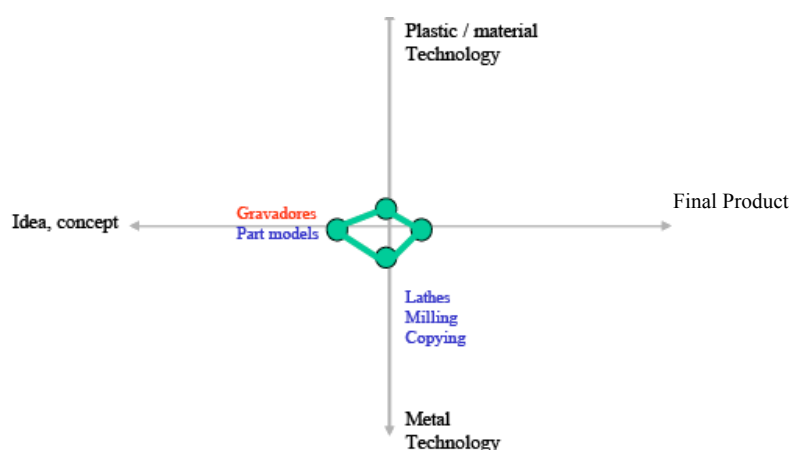 Plastic / material
Technology
Final Product
Idea, concept
Gravadores
Part models
Lathes
Milling
Copying
Metal
Technology